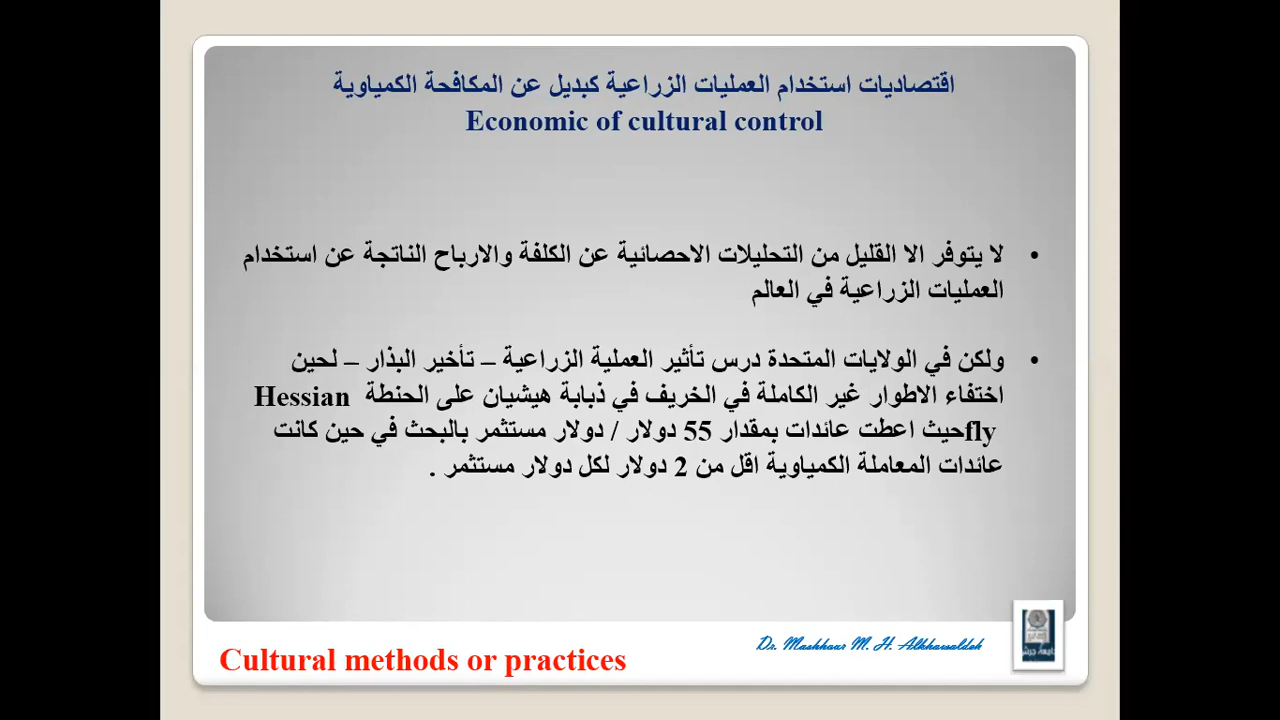 اقتصاديات استخدام العمليات الزراعية كبديل عن المكافحة الكمياوية
Economic of cultural control
• لا يتوفر الا القليل من التحليلات الاحصائية عن الكلفة والارباح الناتجة عن استخدام
العمليات الزراعية في العالم
• ولكن في الولايات المتحدة درس تأثير العملية الزراعية – تأخير البذار – لحين
اختفاء الاطوار غير الكاملة في الخريف في ذبابة هيشيان على الحنطة Hessian
fly حيث اعطت عائدات بمقدار 55 دولار / دولار مستثمر بالبحث في حين كانت
عائدات المعاملة الكمياوية اقل من 2 دولار لكل دولار مستثمر .
Dr. Mashhour M. H. Alkhawaldeh
Cultural methods or practices